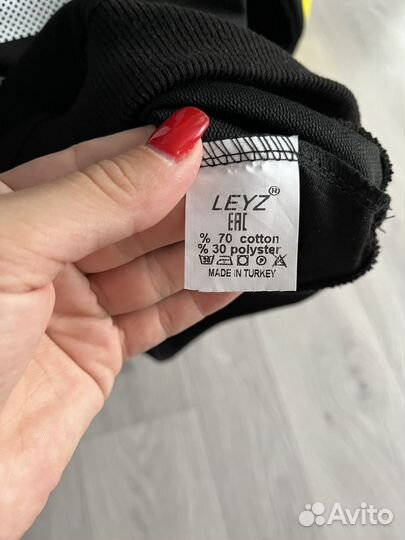 LEYZ®
EAC
% 70 cotton
% 30 polyster
MADE IN TURKEY
Avito